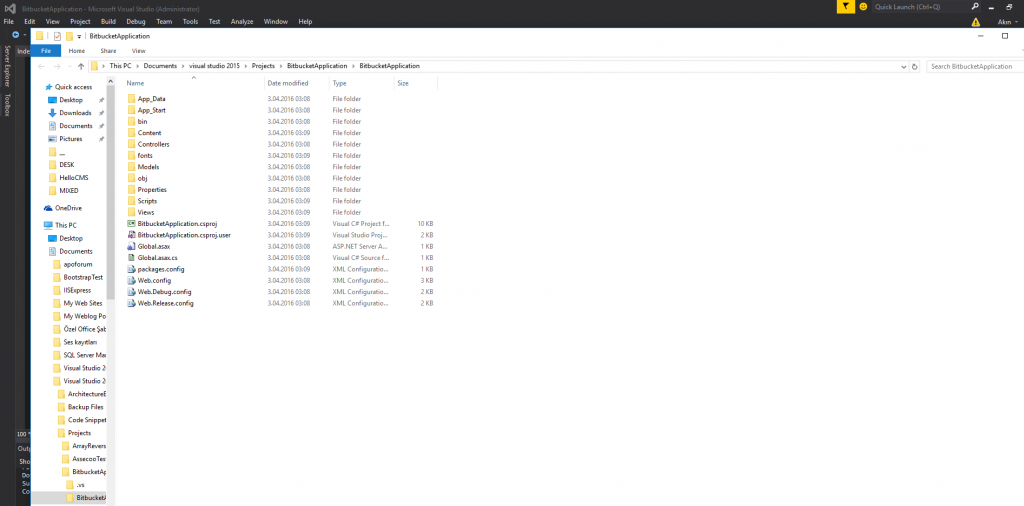 BitbucketApplication - Microsoft Visual Studio (Administrator)
Quick Launch (Ctrl+Q)
File Edit View Project Build Debug Team Tools Test Analyze Window Help
Akın
Server Explorer
Toolbox
Inde
BitbucketApplication
File Home Share View
This PC > Documents > visual studio 2015 > Projects > BitbucketApplication > BitbucketApplication
Search BitbucketApplication
Name Date modified Type Size
App_Data 3.04.2016 03:08 File folder
App_Start 3.04.2016 03:08 File folder
bin 3.04.2016 03:08 File folder
Content 3.04.2016 03:09 File folder
Controllers 3.04.2016 03:08 File folder
fonts 3.04.2016 03:09 File folder
Models 3.04.2016 03:08 File folder
obj 3.04.2016 03:08 File folder
Properties 3.04.2016 03:08 File folder
Scripts 3.04.2016 03:09 File folder
Views 3.04.2016 03:09 File folder
BitbucketApplication.csproj 3.04.2016 03:09 Visual C# Project f... 10 KB
BitbucketApplication.csproj.user 3.04.2016 03:09 Visual Studio Proj... 2 KB
Global.asax 3.04.2016 03:08 ASP.NET Server A... 1 KB
Global.asax.cs 3.04.2016 03:08 Visual C# Source f... 1 KB
packages.config 3.04.2016 03:09 XML Configuratio... 1 KB
Web.config 3.04.2016 03:08 XML Configuratio... 3 KB
Web.Debug.config 3.04.2016 03:08 XML Configuratio... 2 KB
Web.Release.config 3.04.2016 03:08 XML Configuratio... 2 KB
Quick access
Desktop
Downloads
Documents
Pictures
__
DESK
HelloCMS
MIXED
OneDrive
This PC
Desktop
Documents
apoforum
BootstrapTest
IISExpress
My Web Sites
My Weblog Po
Özel Office Şab
Ses kayıtları
SQL Server Ma
Visual Studio 20
Visual Studio 20
ArchitectureE
Backup Files
Code Snippet
Projects
ArrayRevers
AssecooTes
BitbucketAp
.vs
BitbucketA
100 %
Outp
Sho
Do
Su
Co